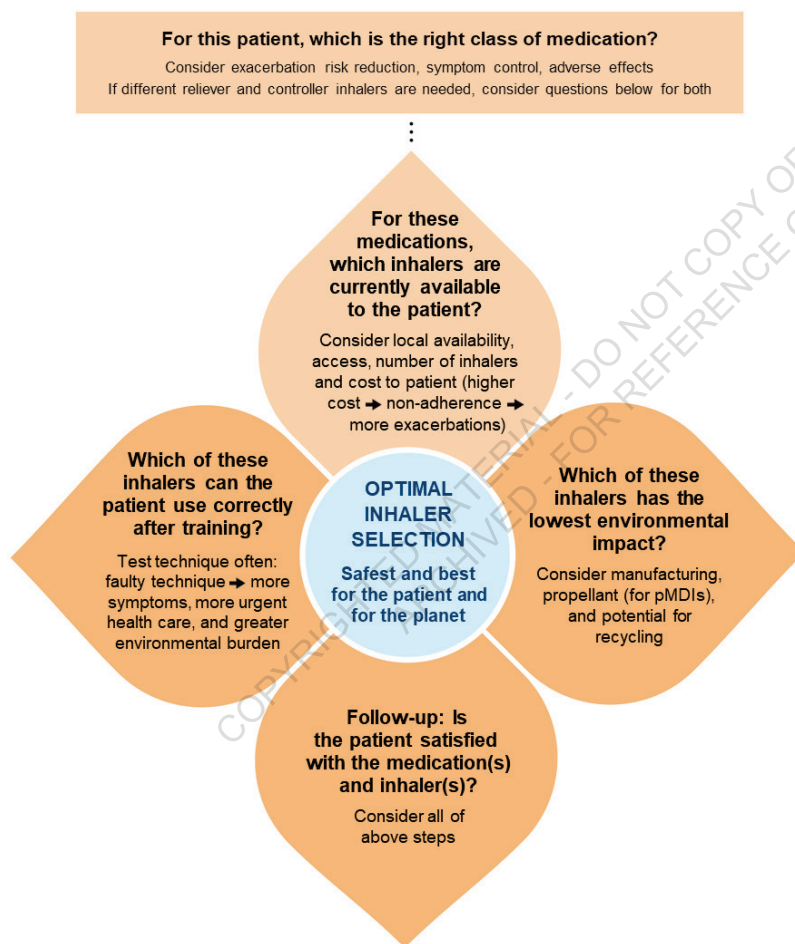 For this patient, which is the right class of medication?
Consider exacerbation risk reduction, symptom control, adverse effects
If different reliever and controller inhalers are needed, consider questions below for both
For these
medications,
which inhalers are
currently available
to the patient?
Consider local availability,
access, number of inhalers
and cost to patient (higher
cost ➔ non-adherence ➔
more exacerbations)
Which of these
inhalers can the
patient use correctly
after training?
Test technique often:
faulty technique ➔ more
symptoms, more urgent
health care, and greater
environmental burden
OPTIMAL
INHALER
SELECTION
Safest and best
for the patient and
for the planet
Which of these
inhalers has the
lowest environmental
impact?
Consider manufacturing,
propellant (for pMDIs),
and potential for
recycling
Follow-up: Is
the patient satisfied
with the medication(s)
and inhaler(s)?
Consider all of
above steps
COPYRIGHTED MATERIAL - DO NOT COPY OR
ARCHIVED - FOR REFERENCE